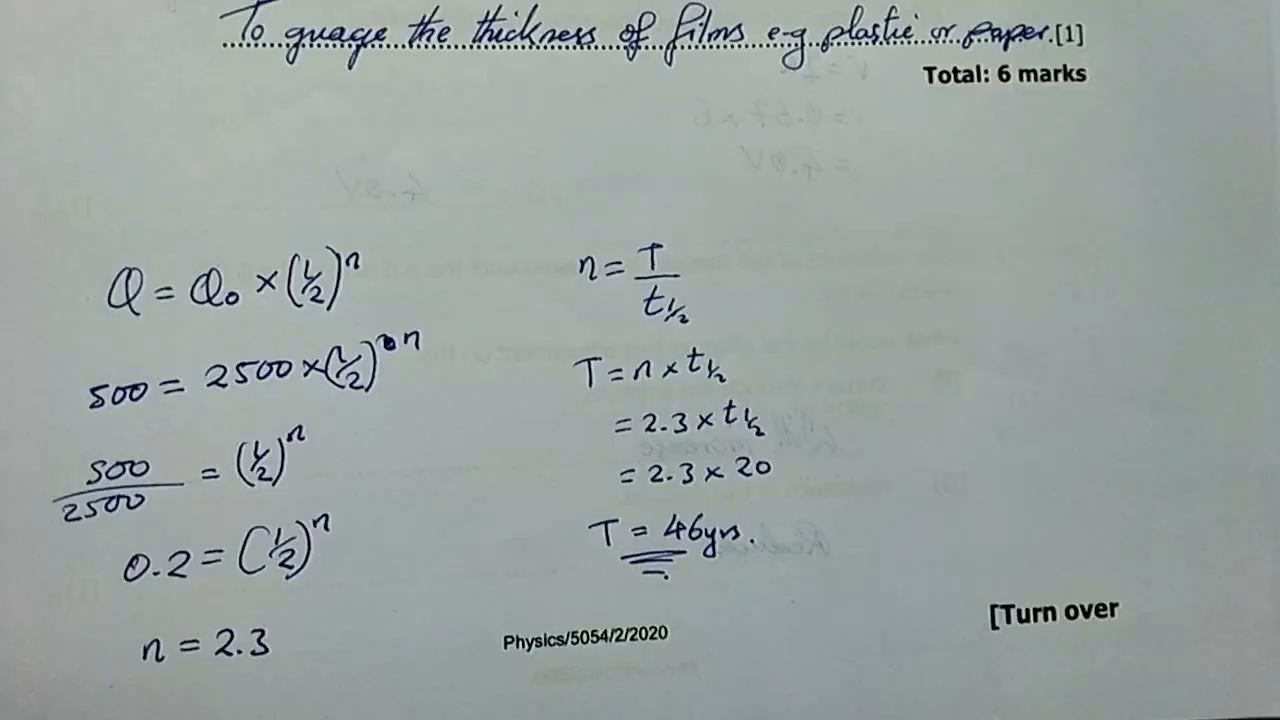 To guage the thickness of films e.g plastic or paper.[1]
Total: 6 marks
Q = Q₀ × (1/2)ⁿ
500 = 2500 × (1/2)ⁿ
500/2500 = (1/2)ⁿ
0.2 = (1/2)ⁿ
n = 2.3
n = T/t1/2
T = n × t1/2
= 2.3 × t1/2
= 2.3 × 20
T = 46yrs.
Physics/5054/2/2020
[Turn over